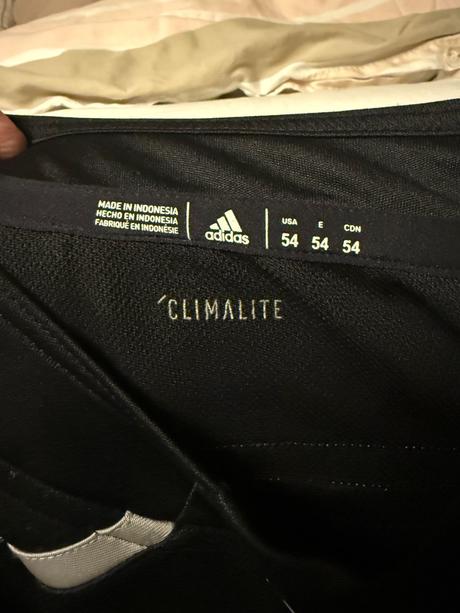 MADE IN INDONESIA
HECHO EN INDONESIA
FABRIQUÉ EN INDONÉSIE
adidas
USA E CDN
54 54 54
CLIMALITE